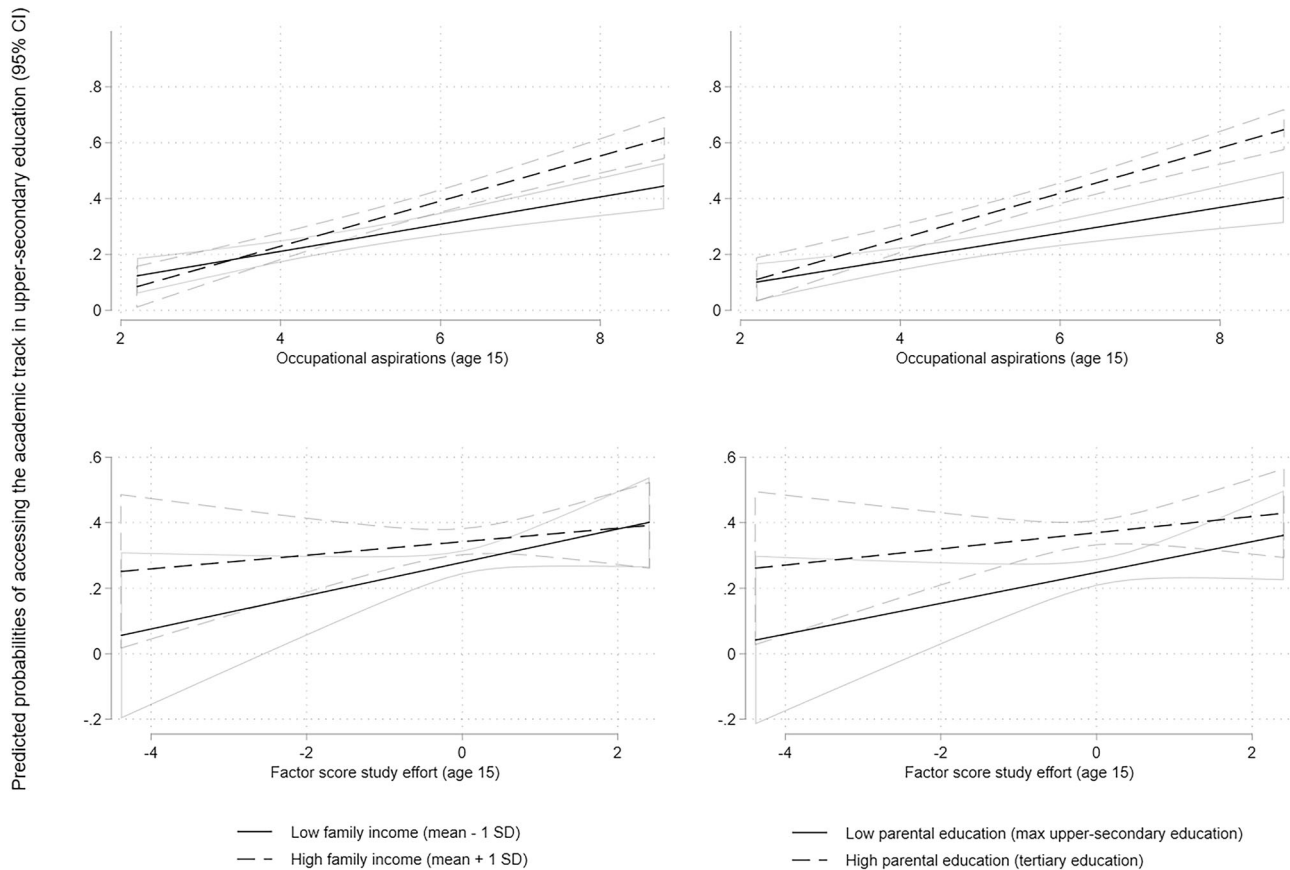 Predicted probabilities of accessing the academic track in upper-secondary education (95% CI)
.8
.6
.4
.2
0
2 4 6 8
Occupational aspirations (age 15)
.8
.6
.4
.2
0
2 4 6 8
Occupational aspirations (age 15)
.6
.4
.2
0
-.2
-4 -2 0 2
Factor score study effort (age 15)
.6
.4
.2
0
-.2
-4 -2 0 2
Factor score study effort (age 15)
Low family income (mean - 1 SD)
High family income (mean + 1 SD)
Low parental education (max upper-secondary education)
High parental education (tertiary education)